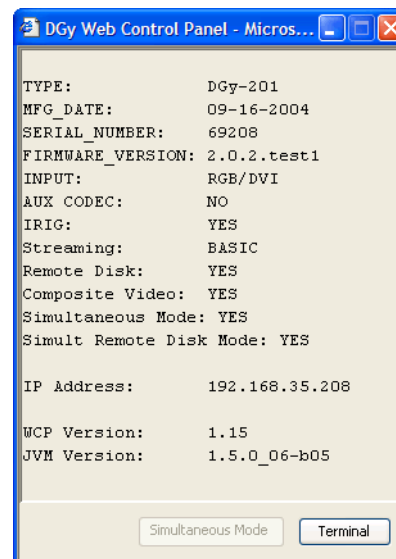 DGy Web Control Panel - Micros...
TYPE: DGy-201
MFG_DATE: 09-16-2004
SERIAL_NUMBER: 69208
FIRMWARE_VERSION: 2.0.2.test1
INPUT: RGB/DVI
AUX CODEC: NO
IRIG: YES
Streaming: BASIC
Remote Disk: YES
Composite Video: YES
Simultaneous Mode: YES
Simult Remote Disk Mode: YES
IP Address: 192.168.35.208
WCP Version: 1.15
JVM Version: 1.5.0_06-b05
Simultaneous Mode Terminal